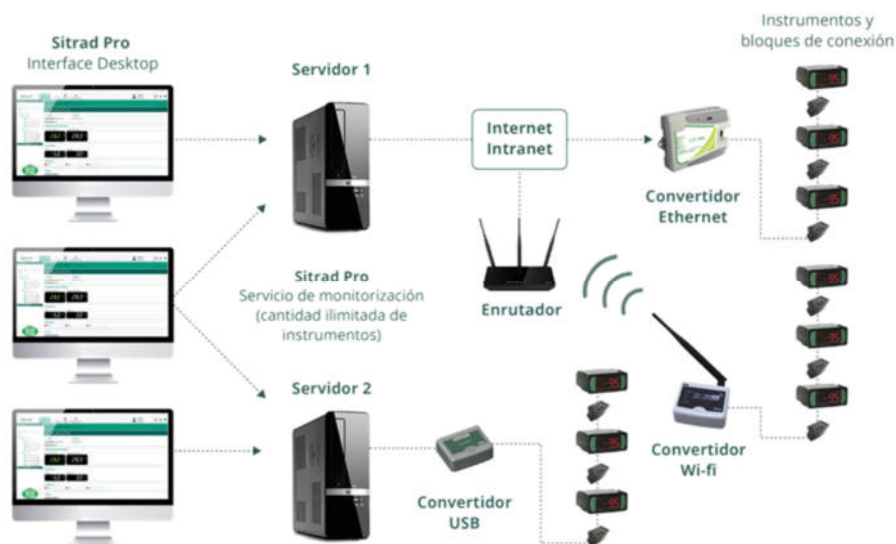 Sitrad Pro
Interface Desktop
Servidor 1
Internet
Intranet
Convertidor
Ethernet
Instrumentos y
bloques de conexión
Enrutador
Sitrad Pro
Servicio de monitorización
(cantidad ilimitada de
instrumentos)
Servidor 2
Convertidor
USB
Convertidor
Wi-fi